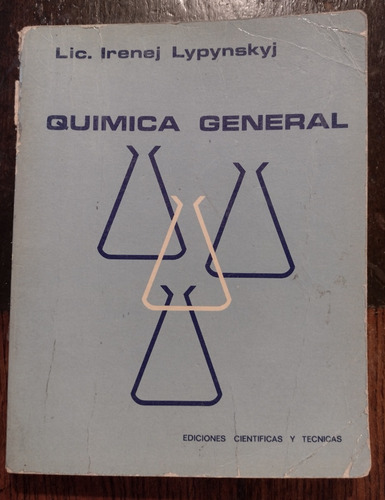 Lic. Irenej Lypynskyj
QUIMICA GENERAL
EDICIONES CIENTIFICAS Y TECNICAS